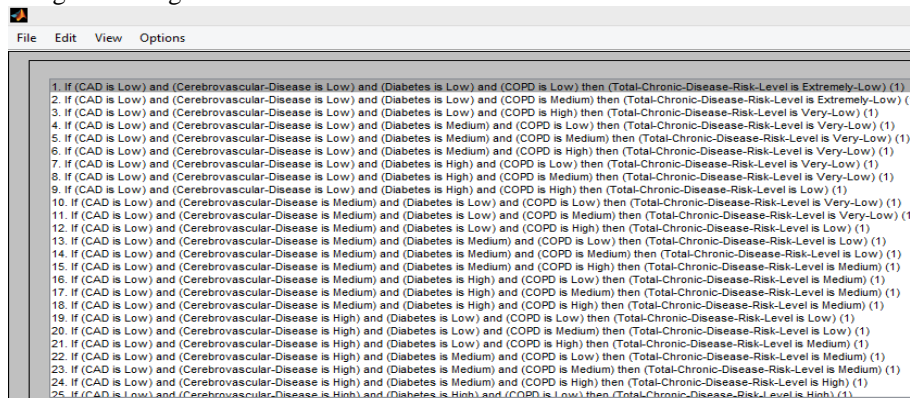 File Edit View Options
1. If (CAD is Low) and (Cerebrovascular-Disease is Low) and (Diabetes is Low) and (COPD is Low) then (Total-Chronic-Disease-Risk-Level is Extremely-Low) (1)
2. If (CAD is Low) and (Cerebrovascular-Disease is Low) and (Diabetes is Low) and (COPD is Medium) then (Total-Chronic-Disease-Risk-Level is Extremely-Low) (
3. If (CAD is Low) and (Cerebrovascular-Disease is Low) and (Diabetes is Low) and (COPD is High) then (Total-Chronic-Disease-Risk-Level is Very-Low) (1)
4. If (CAD is Low) and (Cerebrovascular-Disease is Low) and (Diabetes is Medium) and (COPD is Low) then (Total-Chronic-Disease-Risk-Level is Very-Low) (1)
5. If (CAD is Low) and (Cerebrovascular-Disease is Low) and (Diabetes is Medium) and (COPD is Medium) then (Total-Chronic-Disease-Risk-Level is Very-Low) (1)
6. If (CAD is Low) and (Cerebrovascular-Disease is Low) and (Diabetes is Medium) and (COPD is High) then (Total-Chronic-Disease-Risk-Level is Very-Low) (1)
7. If (CAD is Low) and (Cerebrovascular-Disease is Low) and (Diabetes is High) and (COPD is Low) then (Total-Chronic-Disease-Risk-Level is Very-Low) (1)
8. If (CAD is Low) and (Cerebrovascular-Disease is Low) and (Diabetes is High) and (COPD is Medium) then (Total-Chronic-Disease-Risk-Level is Very-Low) (1)
9. If (CAD is Low) and (Cerebrovascular-Disease is Low) and (Diabetes is High) and (COPD is High) then (Total-Chronic-Disease-Risk-Level is Low) (1)
10. If (CAD is Low) and (Cerebrovascular-Disease is Medium) and (Diabetes is Low) and (COPD is Low) then (Total-Chronic-Disease-Risk-Level is Very-Low) (1)
11. If (CAD is Low) and (Cerebrovascular-Disease is Medium) and (Diabetes is Low) and (COPD is Medium) then (Total-Chronic-Disease-Risk-Level is Very-Low) (1
12. If (CAD is Low) and (Cerebrovascular-Disease is Medium) and (Diabetes is Low) and (COPD is High) then (Total-Chronic-Disease-Risk-Level is Low) (1)
13. If (CAD is Low) and (Cerebrovascular-Disease is Medium) and (Diabetes is Medium) and (COPD is Low) then (Total-Chronic-Disease-Risk-Level is Low) (1)
14. If (CAD is Low) and (Cerebrovascular-Disease is Medium) and (Diabetes is Medium) and (COPD is Medium) then (Total-Chronic-Disease-Risk-Level is Low) (1)
15. If (CAD is Low) and (Cerebrovascular-Disease is Medium) and (Diabetes is Medium) and (COPD is High) then (Total-Chronic-Disease-Risk-Level is Medium) (1)
16. If (CAD is Low) and (Cerebrovascular-Disease is Medium) and (Diabetes is High) and (COPD is Low) then (Total-Chronic-Disease-Risk-Level is Medium) (1)
17. If (CAD is Low) and (Cerebrovascular-Disease is Medium) and (Diabetes is High) and (COPD is Medium) then (Total-Chronic-Disease-Risk-Level is Medium) (1)
18. If (CAD is Low) and (Cerebrovascular-Disease is Medium) and (Diabetes is High) and (COPD is High) then (Total-Chronic-Disease-Risk-Level is Medium) (1)
19. If (CAD is Low) and (Cerebrovascular-Disease is High) and (Diabetes is Low) and (COPD is Low) then (Total-Chronic-Disease-Risk-Level is Low) (1)
20. If (CAD is Low) and (Cerebrovascular-Disease is High) and (Diabetes is Low) and (COPD is Medium) then (Total-Chronic-Disease-Risk-Level is Low) (1)
21. If (CAD is Low) and (Cerebrovascular-Disease is High) and (Diabetes is Low) and (COPD is High) then (Total-Chronic-Disease-Risk-Level is Medium) (1)
22. If (CAD is Low) and (Cerebrovascular-Disease is High) and (Diabetes is Medium) and (COPD is Low) then (Total-Chronic-Disease-Risk-Level is Medium) (1)
23. If (CAD is Low) and (Cerebrovascular-Disease is High) and (Diabetes is Medium) and (COPD is Medium) then (Total-Chronic-Disease-Risk-Level is Medium) (1)
24. If (CAD is Low) and (Cerebrovascular-Disease is High) and (Diabetes is Medium) and (COPD is High) then (Total-Chronic-Disease-Risk-Level is High) (1)
25. If (CAD is Low) and (Cerebrovascular-Disease is High) and (Diabetes is High) and (COPD is Low) then (Total-Chronic-Disease-Risk-Level is High) (1)